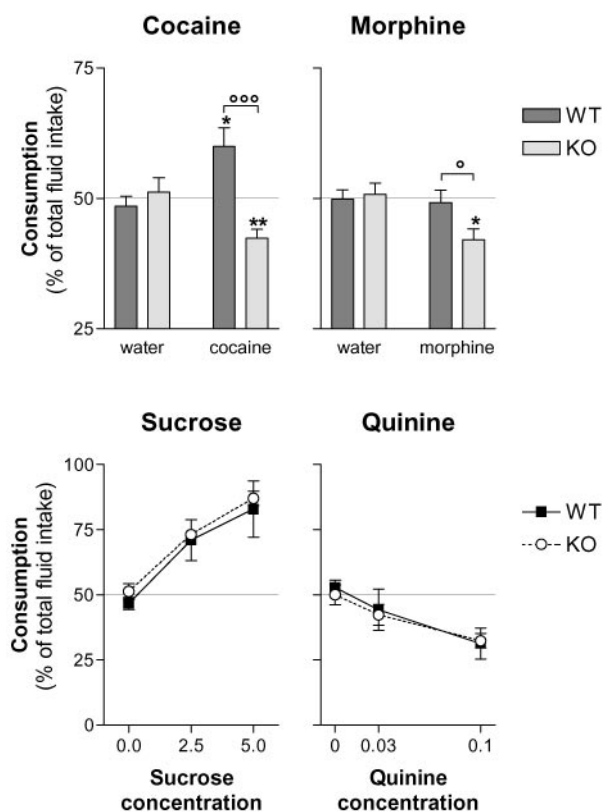 Cocaine
Morphine
Consumption
(% of total fluid intake)
75
50
25
*
°°°
**
°
*
water
cocaine
water
morphine
WT
KO
Sucrose
Quinine
Consumption
(% of total fluid intake)
100
75
50
25
0
0.0
2.5
5.0
0
0.03
0.1
Sucrose
concentration
Quinine
concentration
WT
KO